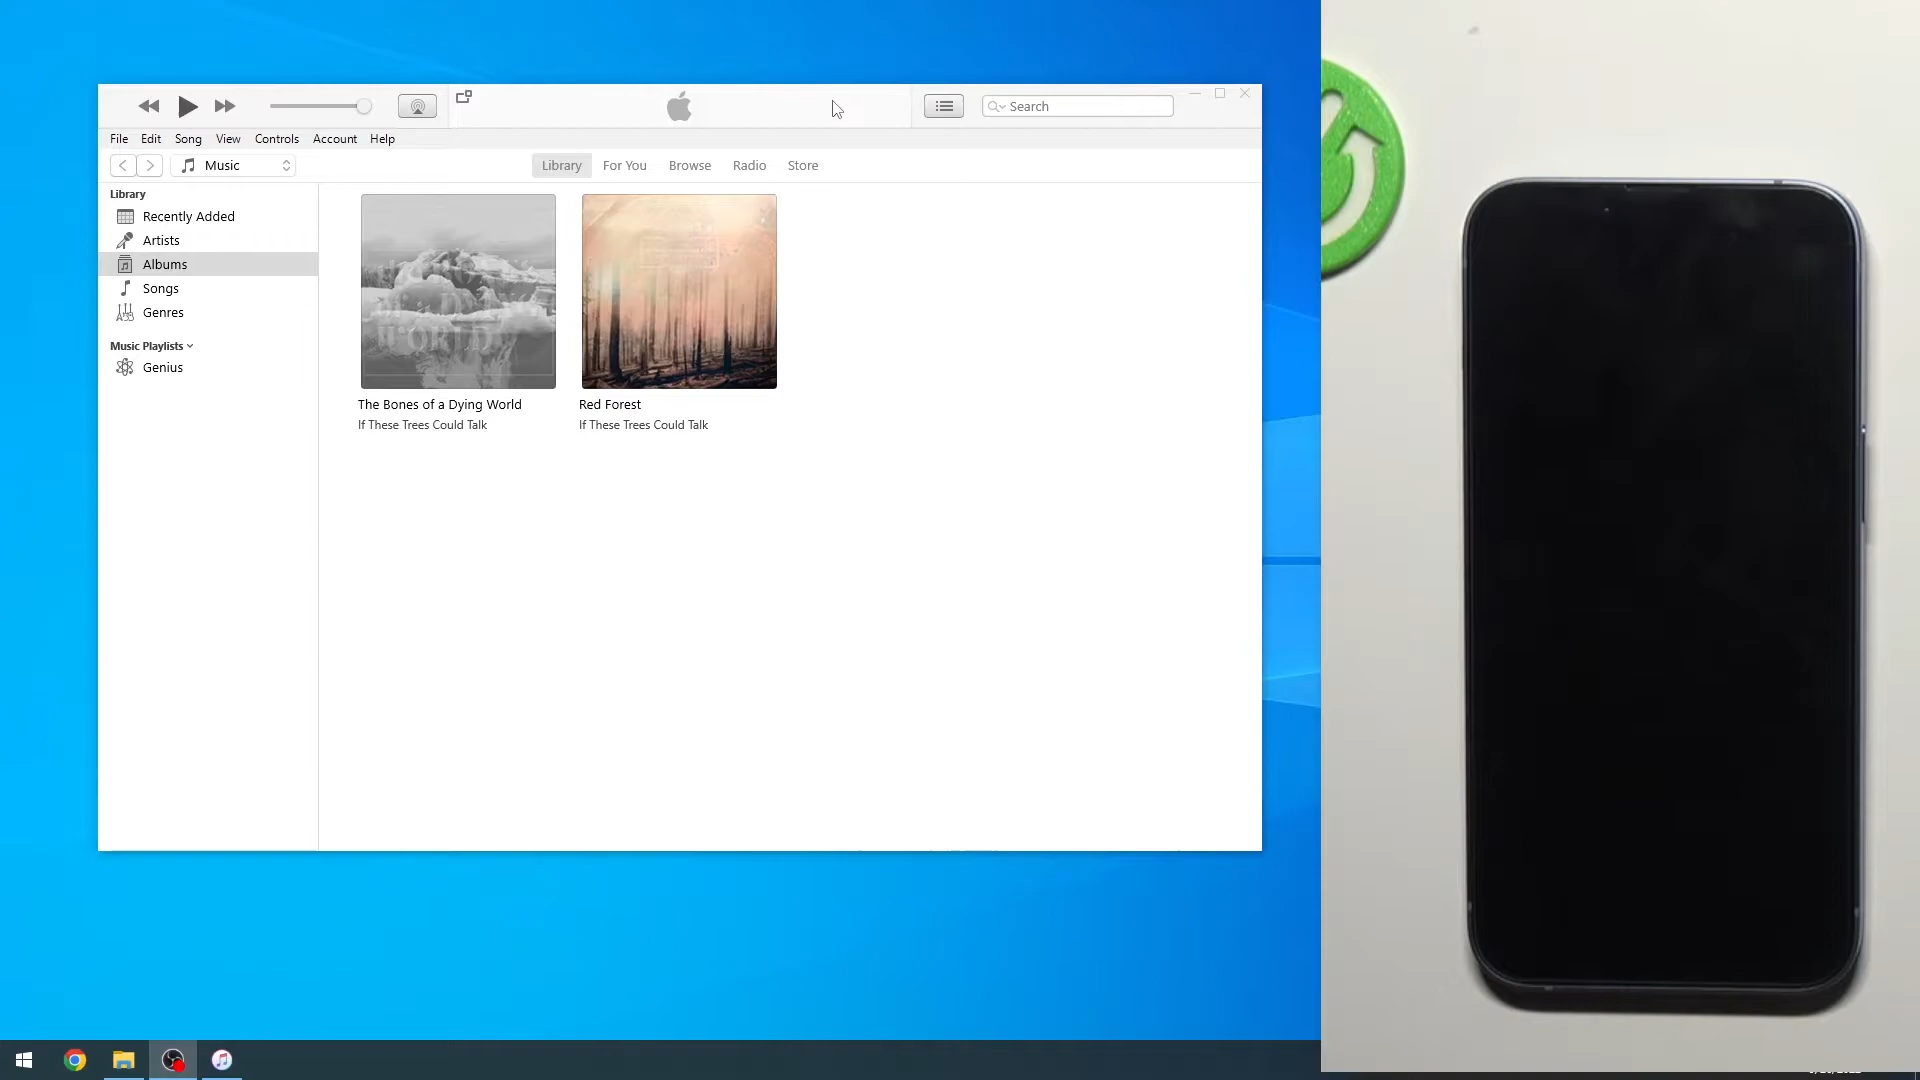 Search
File Edit Song View Controls Account Help
Music
Library For You Browse Radio Store
Library
Recently Added
Artists
Albums
Songs
Genres
Music Playlists
Genius
The Bones of a Dying World
If These Trees Could Talk
Red Forest
If These Trees Could Talk
WORLD